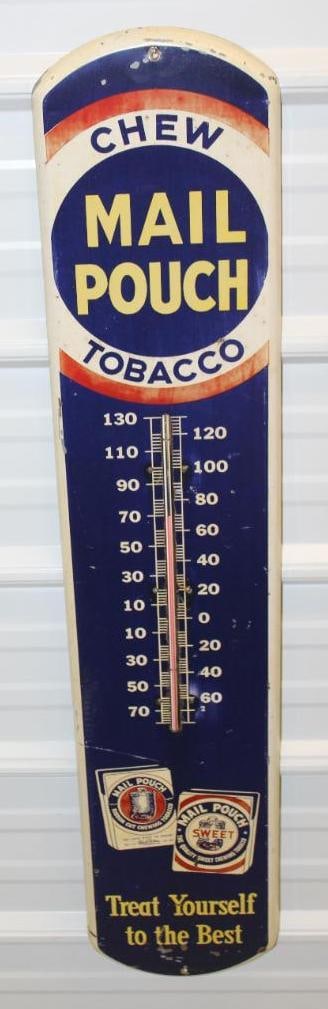 CHEW
MAIL
POUCH
TOBACCO
130
120
110
100
90
80
70
60
50
40
30
20
10
0
10
20
30
40
50
60
70
MAIL POUCH
MAIL POUCH
SWEET
Treat Yourself
to the Best